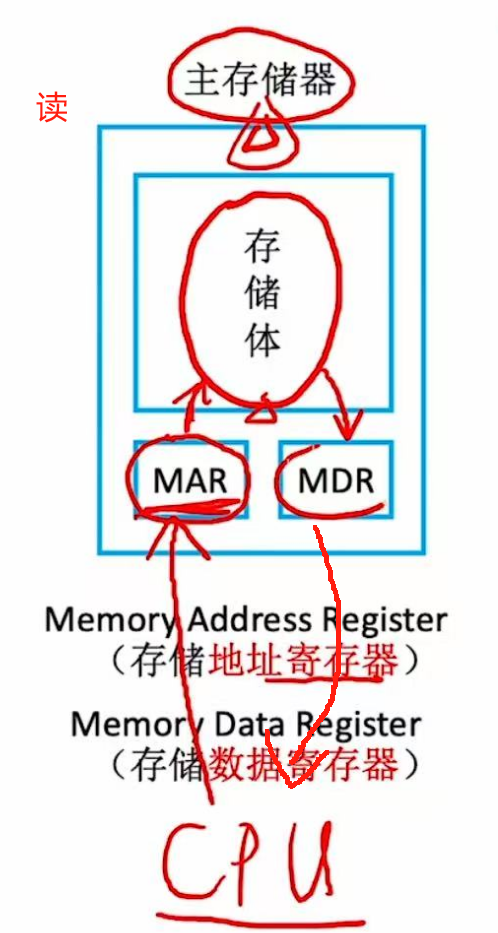 主存储器
读
存
储
体
MAR MDR
Memory Address Register
（存储地址寄存器）
Memory Data Register
（存储数据寄存器）
CPU